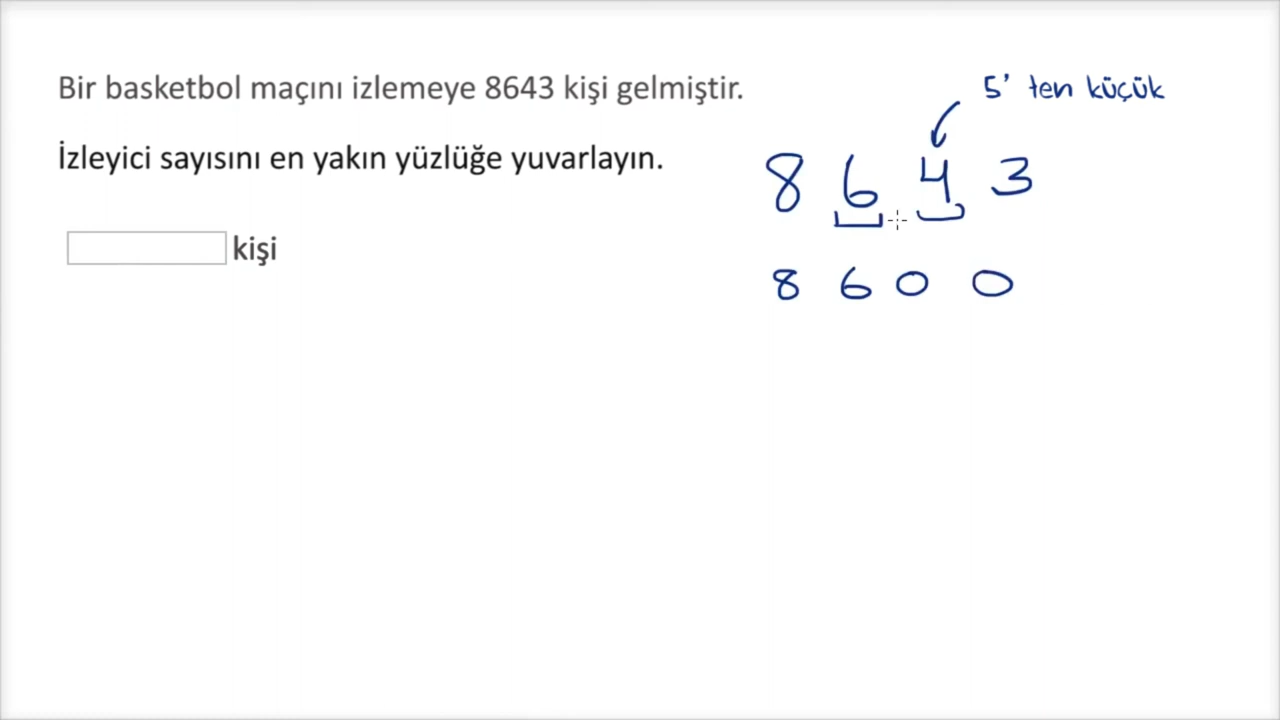 Bir basketbol maçını izlemeye 8643 kişi gelmiştir.
İzleyici sayısını en yakın yüzlüğe yuvarlayın.
kişi
5' ten küçük
8 6 4 3
8 6 0 0